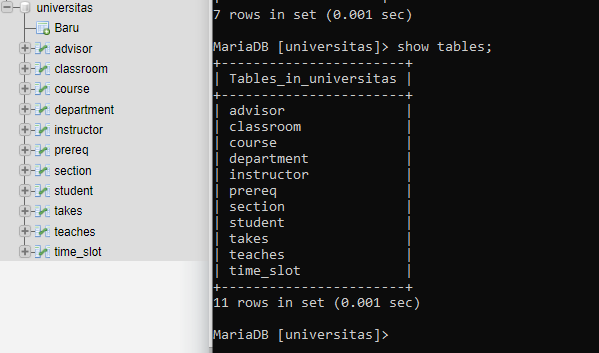 universitas
Baru
advisor
classroom
course
department
instructor
prereq
section
student
takes
teaches
time_slot
7 rows in set (0.001 sec)
MariaDB [universitas]> show tables;
+-----------------------+
| Tables_in_universitas |
+-----------------------+
| advisor               |
| classroom             |
| course                |
| department            |
| instructor            |
| prereq                |
| section               |
| student               |
| takes                 |
| teaches               |
| time_slot             |
+-----------------------+
11 rows in set (0.001 sec)
MariaDB [universitas]>